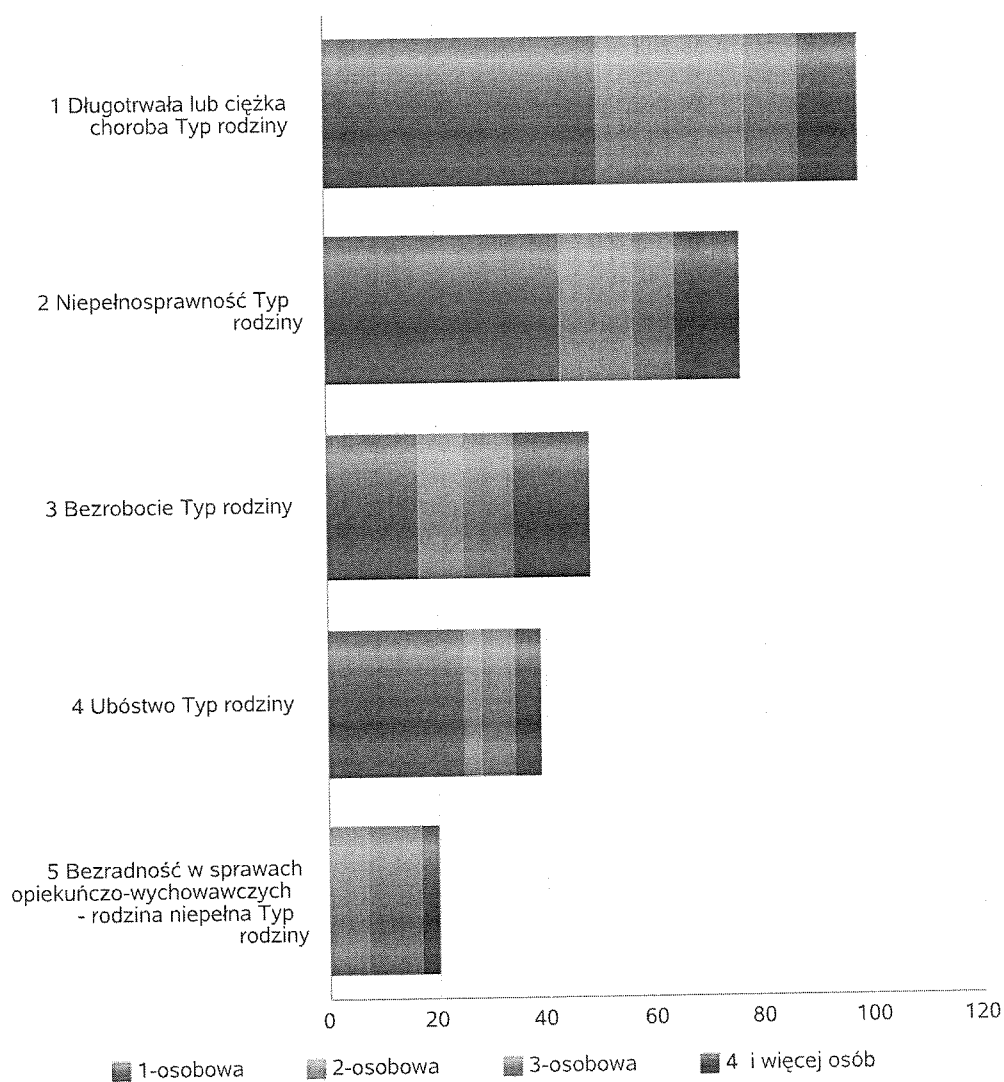 1 Długotrwała lub ciężka
choroba Typ rodziny
2 Niepełnosprawność Typ
rodziny
3 Bezrobocie Typ rodziny
4 Ubóstwo Typ rodziny
5 Bezradność w sprawach
opiekuńczo-wychowawczych
- rodzina niepełna Typ
rodziny
0 20 40 60 80 100 120
1-osobowa 2-osobowa 3-osobowa 4 i więcej osób